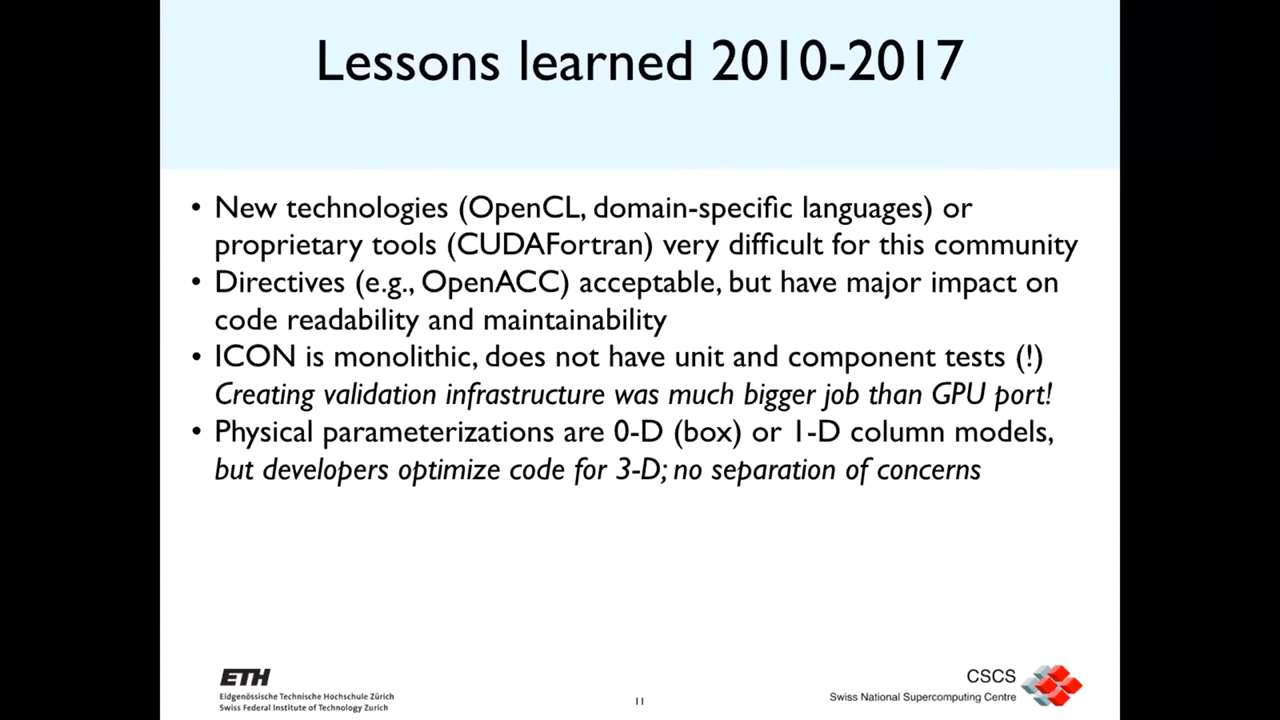 Lessons learned 2010-2017
• New technologies (OpenCL, domain-specific languages) or
proprietary tools (CUDAFortran) very difficult for this community
• Directives (e.g., OpenACC) acceptable, but have major impact on
code readability and maintainability
• ICON is monolithic, does not have unit and component tests (!)
Creating validation infrastructure was much bigger job than GPU port!
• Physical parameterizations are 0-D (box) or 1-D column models,
but developers optimize code for 3-D; no separation of concerns
ETH
Eidgenössische Technische Hochschule Zürich
Swiss Federal Institute of Technology Zurich
11
CSCS
Swiss National Supercomputing Centre